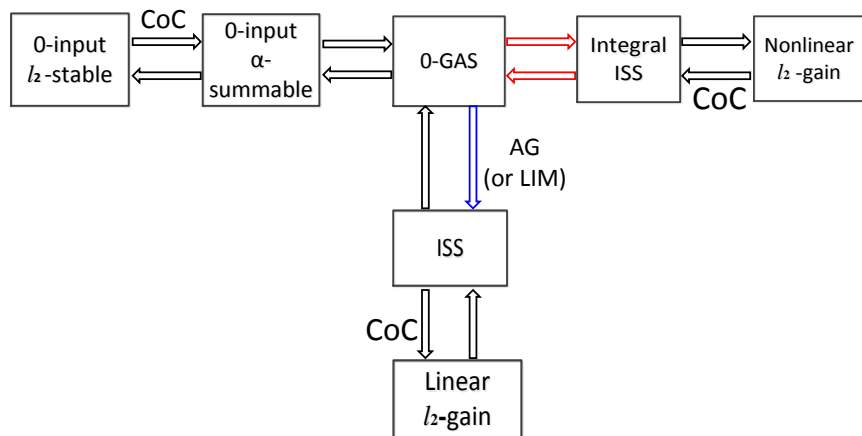 CoC
0-input
l₂ -stable
0-input
α-
summable
0-GAS
Integral
ISS
Nonlinear
l₂ -gain
CoC
AG
(or LIM)
ISS
CoC
Linear
l₂-gain